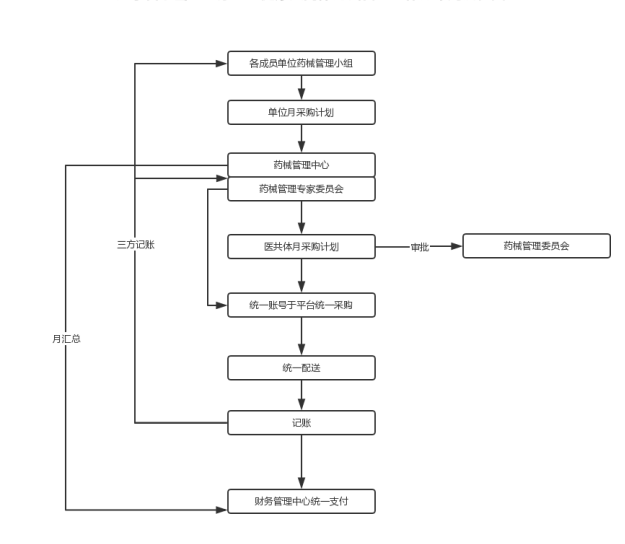 各成员单位药械管理小组
单位月采购计划
药械管理中心
药械管理专家委员会
三方记账
医共体月采购计划
审批
药械管理委员会
统一账号于平台统一采购
月汇总
统一配送
记账
财务管理中心统一支付